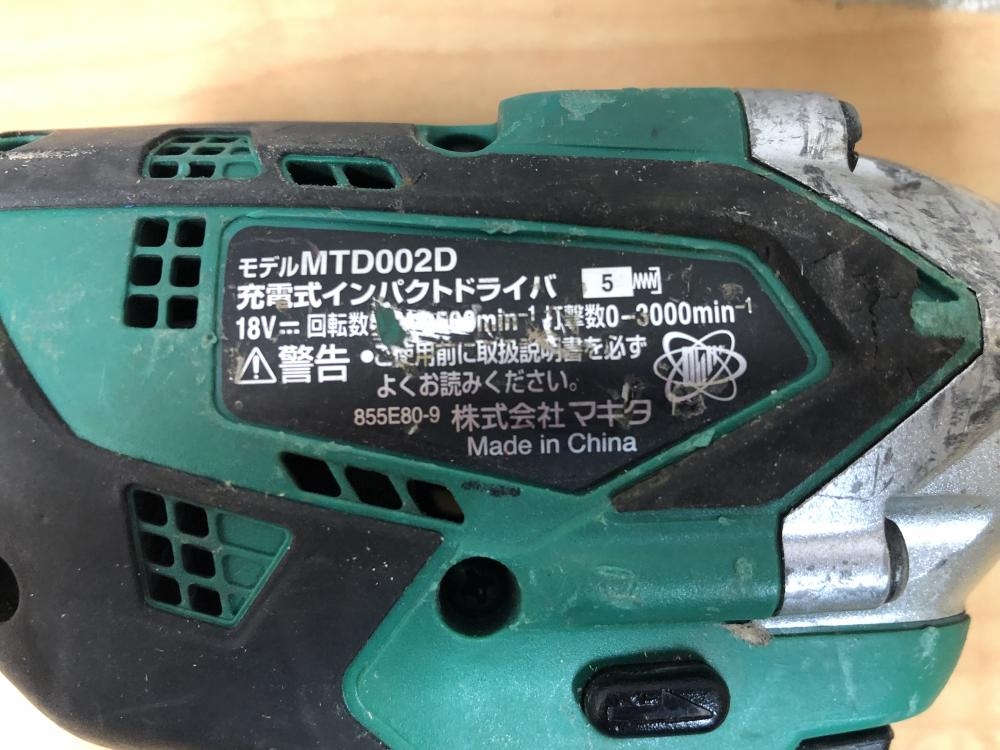 モデルMTD002D
充電式インパクトドライバ 5
18V⎓ 回転数 min⁻¹ 打撃数0-3000min⁻¹
⚠警告 •ご使用前に取扱説明書を必ず
よくお読みください。
855E80-9 株式会社 マキタ
Made in China